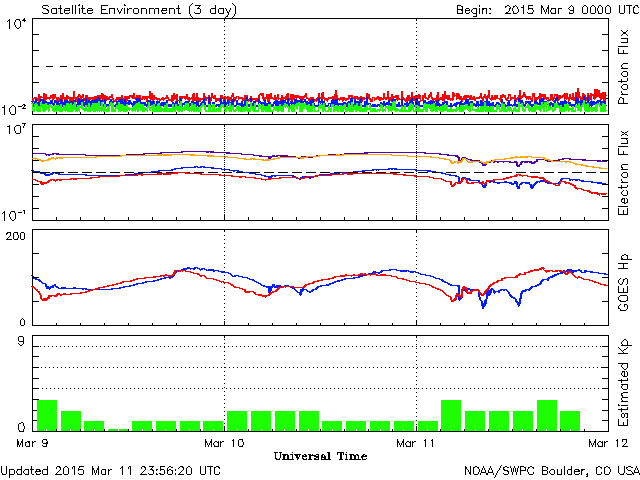 Satellite Environment (3 day)
Begin: 2015 Mar 9 0000 UTC
10⁴
10⁻²
Proton Flux
10⁷
10⁻¹
Electron Flux
200
0
GOES Hp
9
0
Estimated Kp
Mar 9
Mar 10
Mar 11
Mar 12
Universal Time
Updated 2015 Mar 11 23:56:20 UTC
NOAA/SWPC Boulder, CO USA